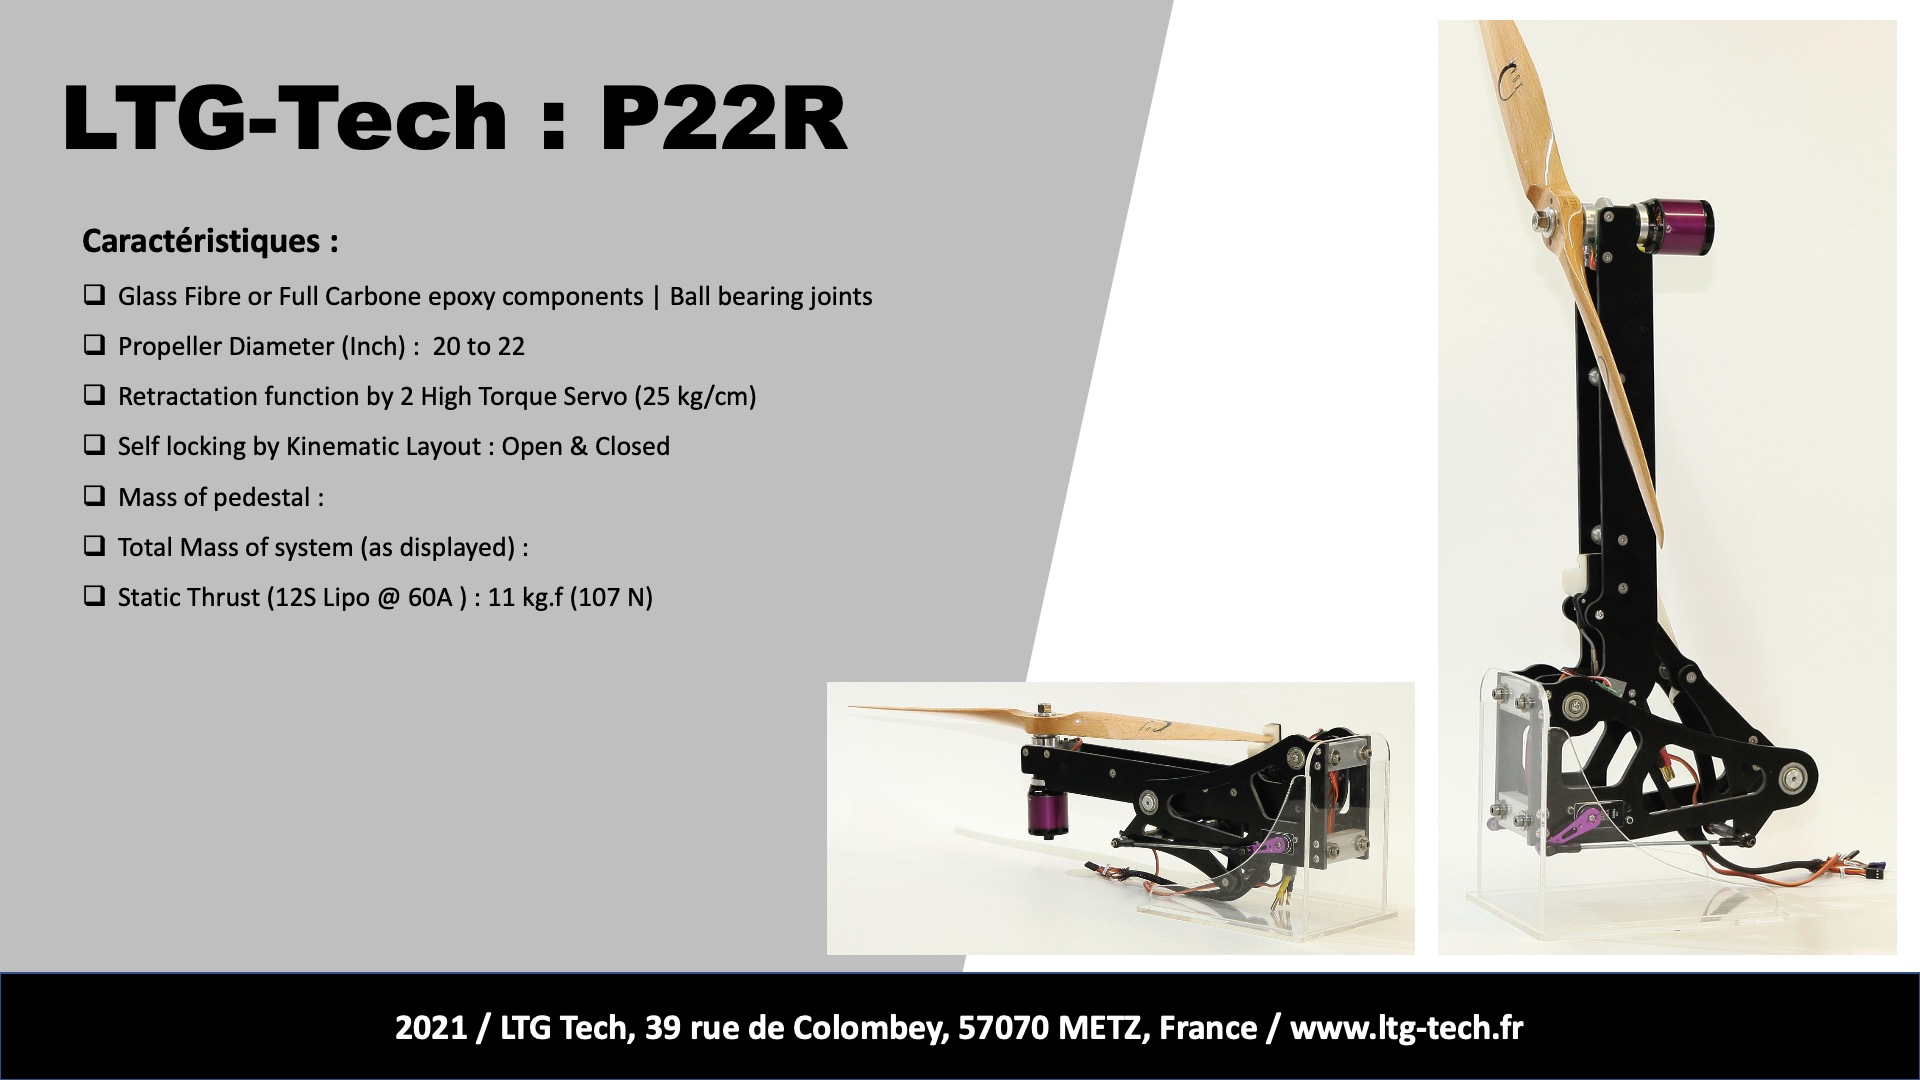 LTG-Tech : P22R
Caractéristiques :
Glass Fibre or Full Carbone epoxy components | Ball bearing joints
Propeller Diameter (Inch) : 20 to 22
Retractation function by 2 High Torque Servo (25 kg/cm)
Self locking by Kinematic Layout : Open & Closed
Mass of pedestal :
Total Mass of system (as displayed) :
Static Thrust (12S Lipo @ 60A ) : 11 kg.f (107 N)
2021 / LTG Tech, 39 rue de Colombey, 57070 METZ, France / www.ltg-tech.fr